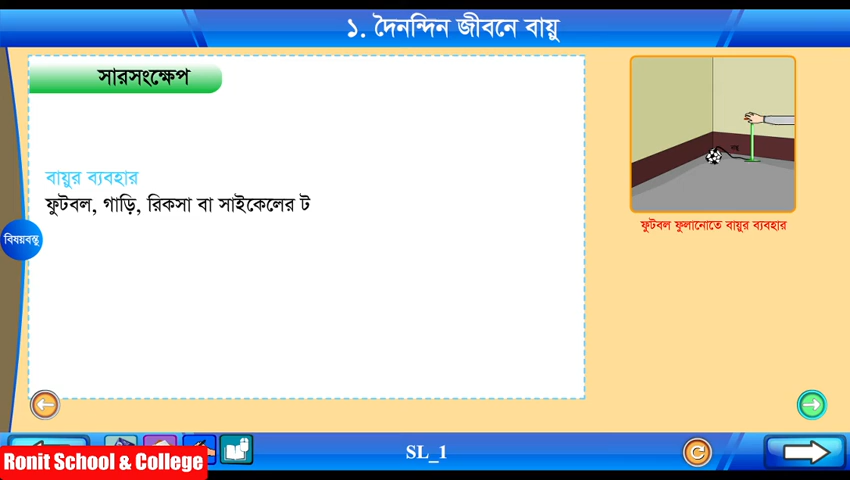 ১. দৈনন্দিন জীবনে বায়ু
সারসংক্ষেপ
বায়ুর ব্যবহার
ফুটবল, গাড়ি, রিকসা বা সাইকেলের ট
ফুটবল ফুলানোতে বায়ুর ব্যবহার
বিষয়বস্তু
SL_1
Ronit School & College